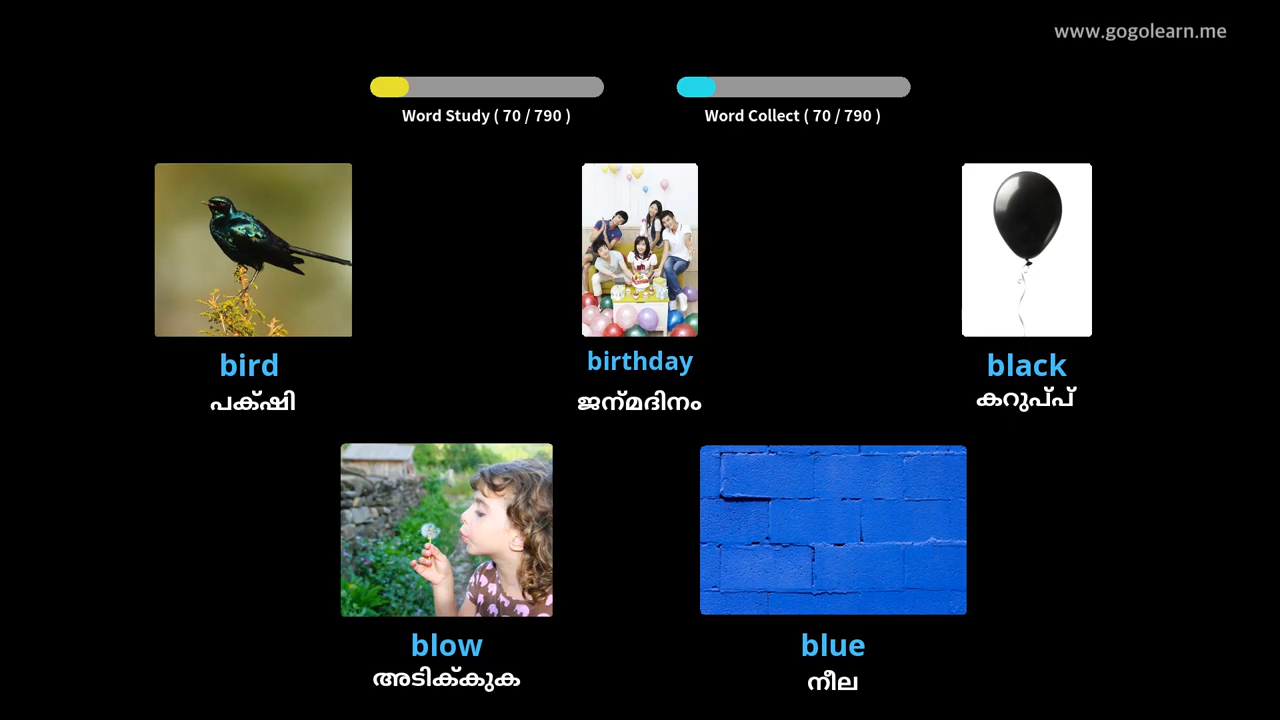 www.gogolearn.me
Word Study ( 70 / 790 )
Word Collect ( 70 / 790 )
bird
പക്ഷി
birthday
ജന്മദിനം
black
കറുപ്പ്
blow
അടിക്കുക
blue
നീല